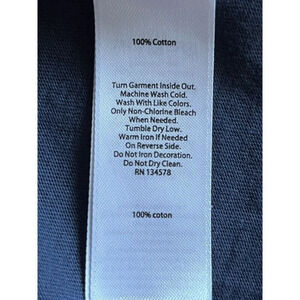 100% Cotton
Turn Garment Inside Out.
Machine Wash Cold.
Wash With Like Colors.
Only Non-Chlorine Bleach
When Needed.
Tumble Dry Low.
Warm Iron If Needed
On Reverse Side.
Do Not Iron Decoration.
Do Not Dry Clean.
RN 134578
100% coton